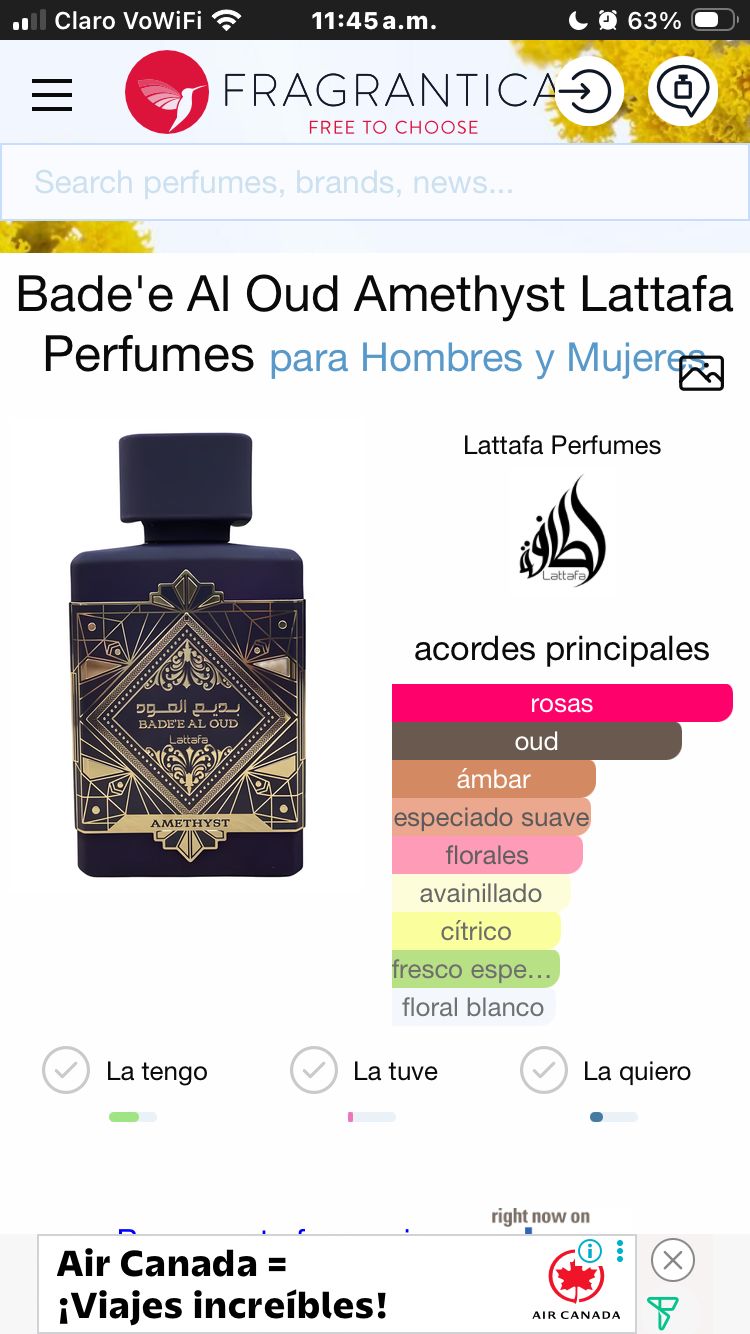 Claro VoWiFi 11:45 a.m. 63%
FRAGRANTICA
FREE TO CHOOSE
Search perfumes, brands, news...
Bade'e Al Oud Amethyst Lattafa
Perfumes para Hombres y Mujeres
Lattafa Perfumes
لطافة
Lattafa
بديع العود
BADE'E AL OUD
Lattafa
AMETHYST
acordes principales
rosas
oud
ámbar
especiado suave
florales
avainillado
cítrico
fresco espe...
floral blanco
La tengo
La tuve
La quiero
right now on
Air Canada =
¡Viajes increíbles!
AIR CANADA